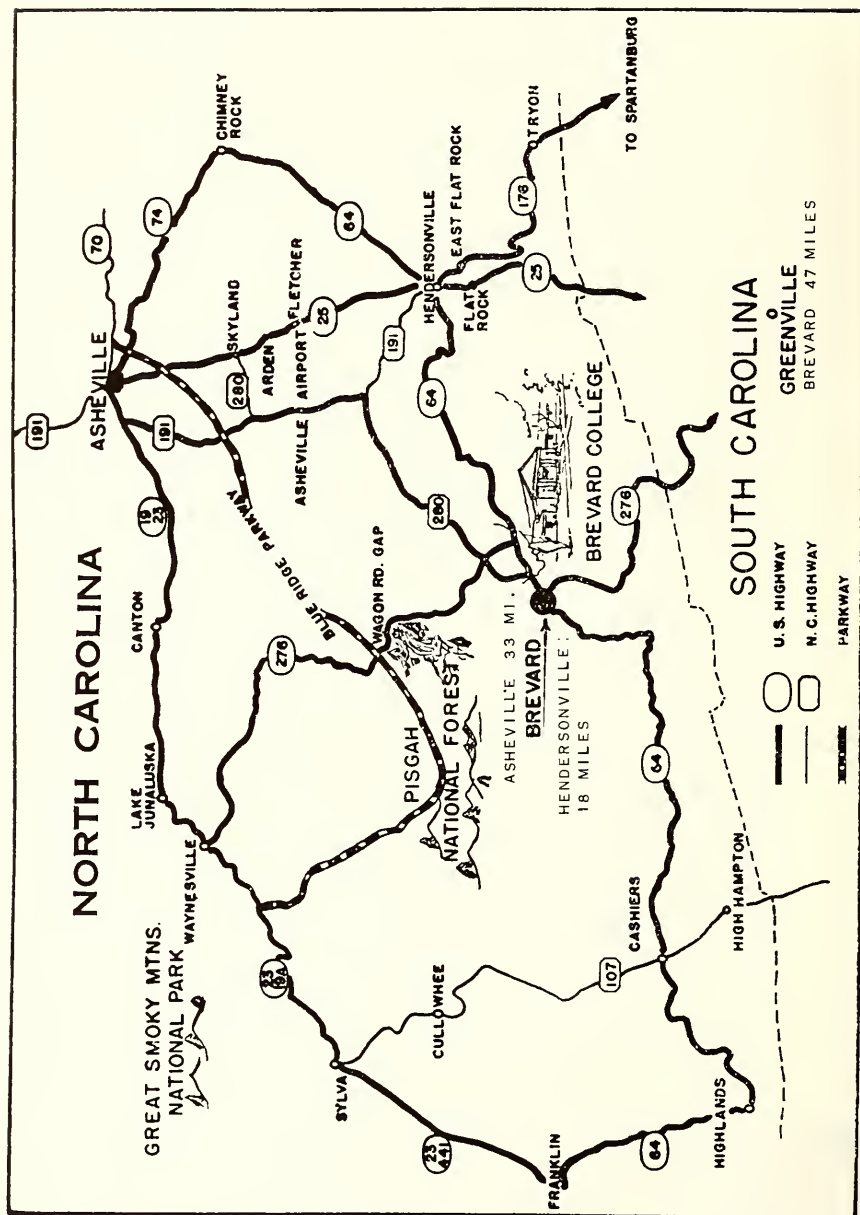 NORTH CAROLINA
GREAT SMOKY MTNS.
NATIONAL PARK
WAYNESVILLE
LAKE
JUNALUSKA
CANTON
19
23
ASHEVILLE
191
191
70
74
CHIMNEY
ROCK
64
SKYLAND
280
ARDEN
FLETCHER
25
ASHEVILLE AIRPORT
191
HENDERSONVILLE
EAST FLAT ROCK
FLAT
ROCK
176
TRYON
25
TO SPARTANBURG
BLUE RIDGE PARKWAY
276
WAGON RD. GAP
PISGAH
NATIONAL FOREST
280
64
BREVARD COLLEGE
ASHEVILLE 33 MI.
BREVARD
HENDERSONVILLE:
18 MILES
276
23
19A
SYLVA
CULLOWHEE
107
23
441
FRANKLIN
64
HIGHLANDS
CASHIERS
64
HIGH HAMPTON
SOUTH CAROLINA
GREENVILLE
BREVARD 47 MILES
U.S. HIGHWAY
N.C. HIGHWAY
PARKWAY